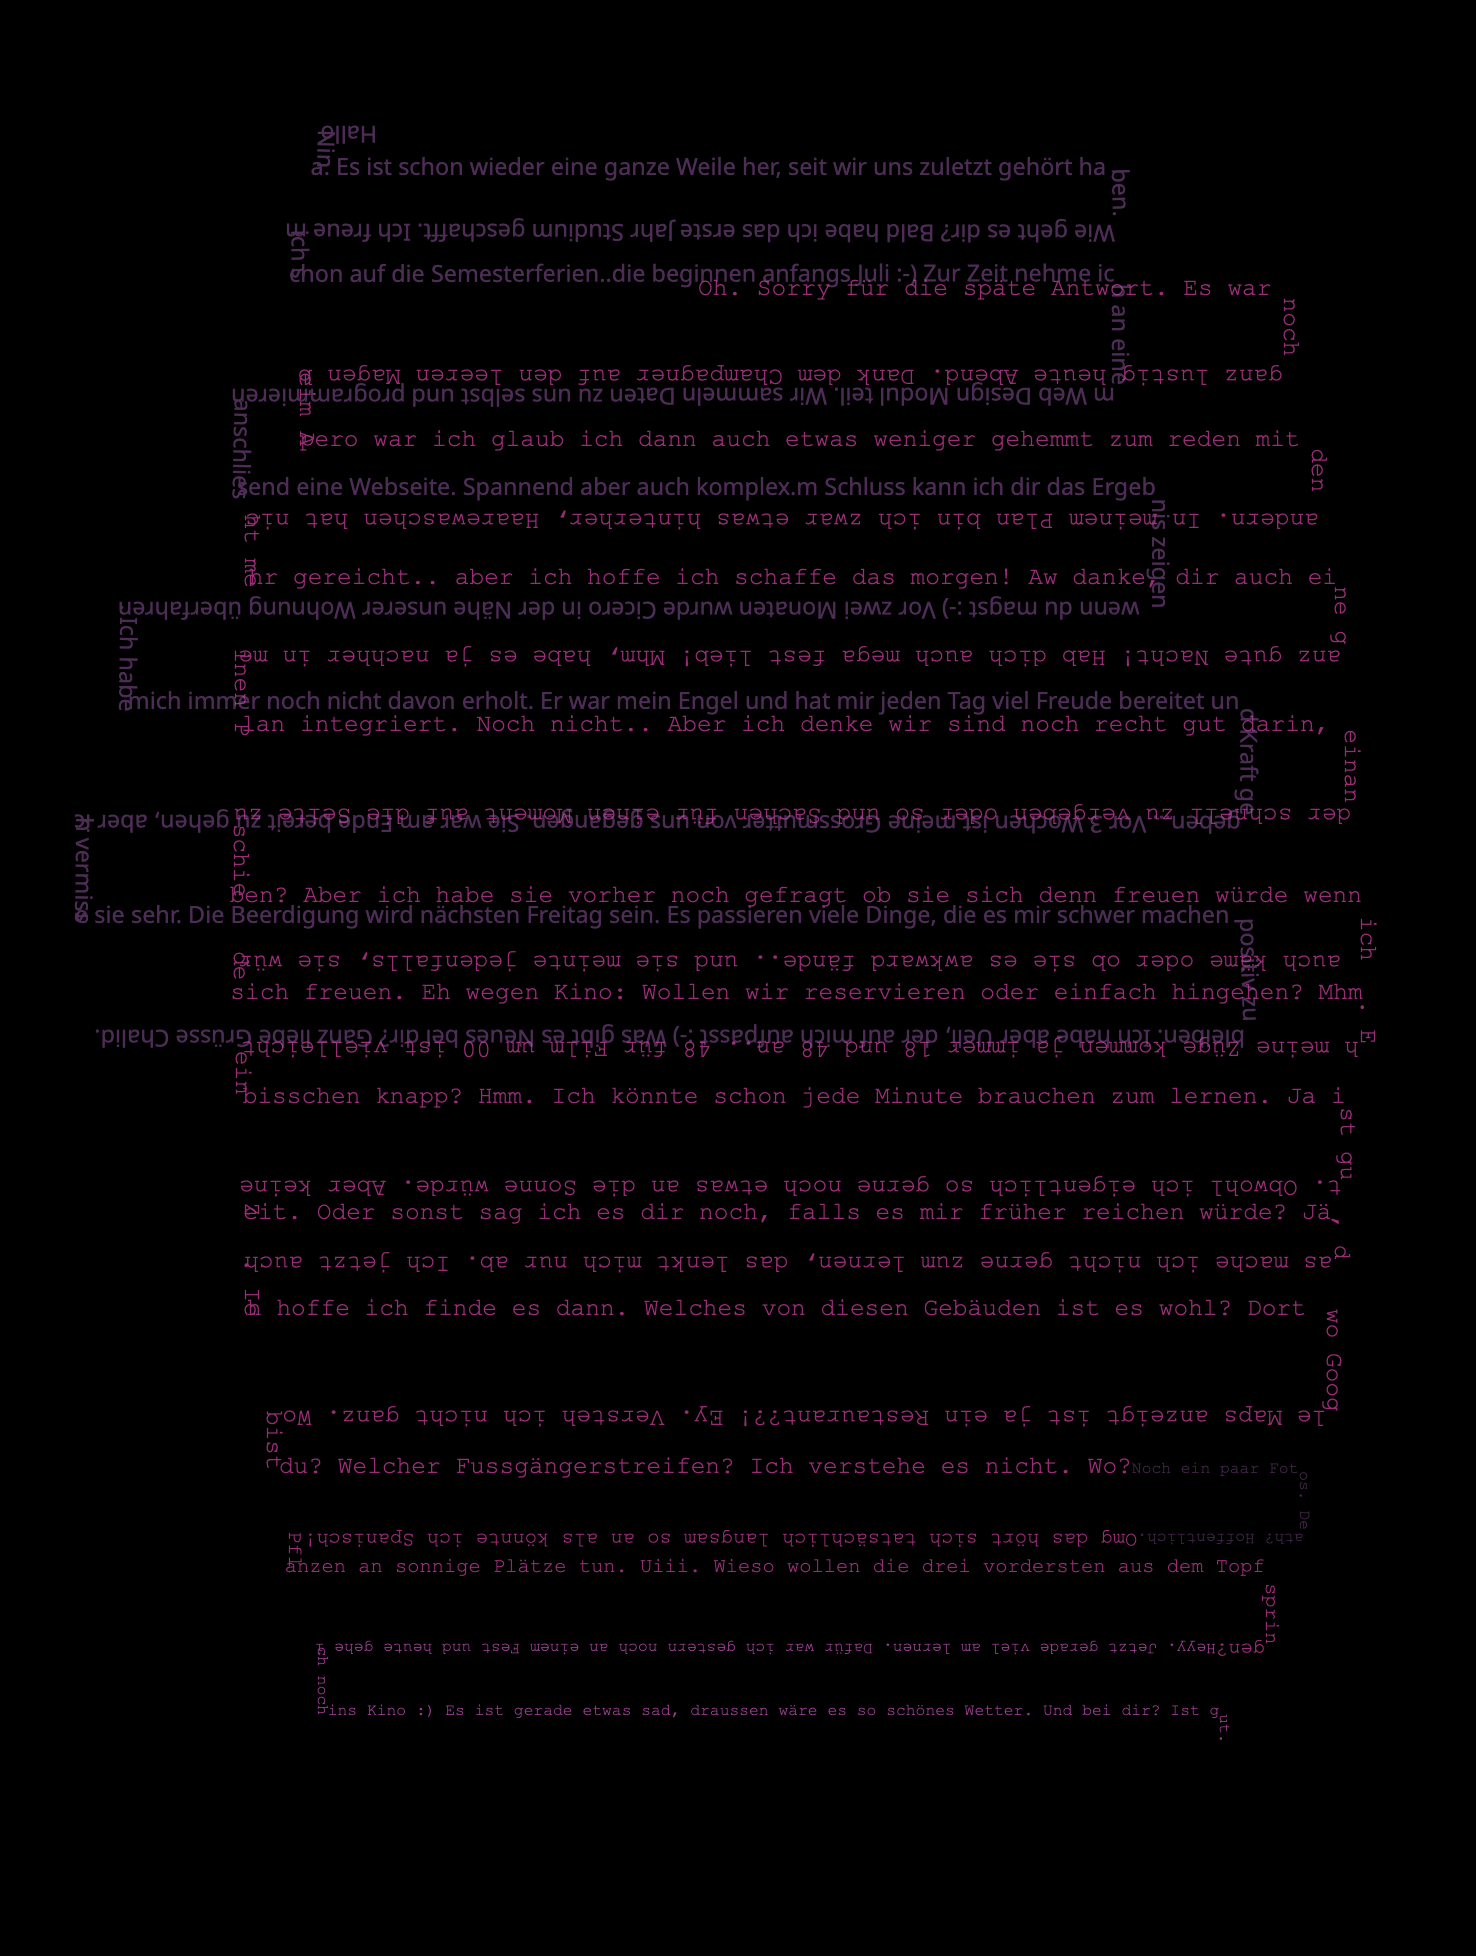 Hallo
Nin
a. Es ist schon wieder eine ganze Weile her, seit wir uns zuletzt gehört ha
ben.
Wie geht es dir? Bald habe ich das erste Jahr Studium geschafft. Ich freue m
ich s
chon auf die Semesterferien..die beginnen anfangs Juli :-) Zur Zeit nehme ic
h an eine
m Web Design Modul teil. Wir sammeln Daten zu uns selbst und programmieren
anschlies
send eine Webseite. Spannend aber auch komplex.m Schluss kann ich dir das Ergeb
nis zeigen
wenn du magst :-) Vor zwei Monaten wurde Cicero in der Nähe unserer Wohnung überfahren
. Ich habe
mich immer noch nicht davon erholt. Er war mein Engel und hat mir jeden Tag viel Freude bereitet un
d Kraft ge
geben.. Vor 3 Wochen ist meine Grossmutter von uns gegangen. Sie war am Ende bereit zu gehen, aber ic
h vermiss
e sie sehr. Die Beerdigung wird nächsten Freitag sein. Es passieren viele Dinge, die es mir schwer machen
positiv zu
bleiben. Ich habe aber Ueli, der auf mich aufpasst :-) Was gibt es Neues bei dir? Ganz liebe Grüsse Chalid.
Oh. Sorry für die späte Antwort. Es war
noch
ganz lustig heute Abend. Dank dem Champagner auf den leeren Magen b
eim A
pero war ich glaub ich dann auch etwas weniger gehemmt zum reden mit
den
andern. In meinem Plan bin ich zwar etwas hinterher, Haarewaschen hat nic
ht me
hr gereicht.. aber ich hoffe ich schaffe das morgen! Aw danke, dir auch ei
ne g
anz gute Nacht! Hab dich auch mega fest lieb! Mhm, habe es ja nachher in me
inen P
lan integriert. Noch nicht.. Aber ich denke wir sind noch recht gut darin,
einan
der schnell zu vergeben oder so und Sachen für einen Moment auf die Seite zu
schie
ben? Aber ich habe sie vorher noch gefragt ob sie sich denn freuen würde wenn
ich
auch käme oder ob sie es awkward fände.. und sie meinte jedenfalls, sie wür
de
sich freuen. Eh wegen Kino: Wollen wir reservieren oder einfach hingehen? Mhm
. E
h meine Züge kommen ja immer 18 und 48 an.. 48 für Film um 00 ist vielleicht
ein
bisschen knapp? Hmm. Ich könnte schon jede Minute brauchen zum lernen. Ja i
st gu
t. Obwohl ich eigentlich so gerne noch etwas an die Sonne würde. Aber keine
Z
eit. Oder sonst sag ich es dir noch, falls es mir früher reichen würde? Jä
, d
as mache ich nicht gerne zum lernen, das lenkt mich nur ab. Ich jetzt auch
. Ic
h hoffe ich finde es dann. Welches von diesen Gebäuden ist es wohl? Dort
wo Goog
le Maps anzeigt ist ja ein Restaurant??! Ey. Versteh ich nicht ganz. Wo
bist
du? Welcher Fussgängerstreifen? Ich verstehe es nicht. Wo?Noch ein paar Fot
os. De
ath? Hoffentlich.Omg das hört sich tatsächlich langsam so an als könnte ich Spanisch!
Pfl
anzen an sonnige Plätze tun. Uiii. Wieso wollen die drei vordersten aus dem Topf
sprin
gen?Heyy. Jetzt gerade viel am lernen. Dafür war ich gestern noch an einem Fest und heute gehe i
ch noch
ins Kino :) Es ist gerade etwas sad, draussen wäre es so schönes Wetter. Und bei dir? Ist g
ut.